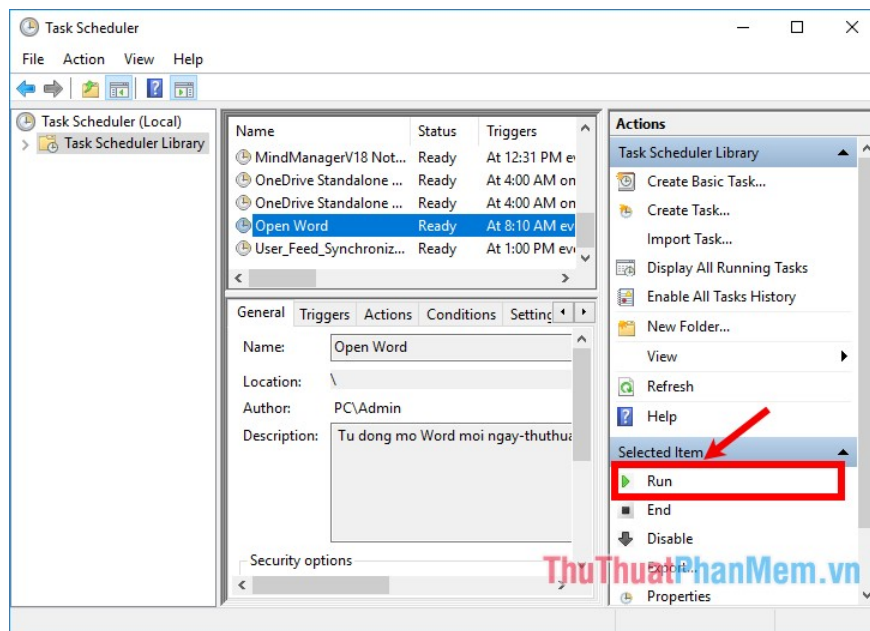 Task Scheduler
File Action View Help
Task Scheduler (Local)
Task Scheduler Library
Name Status Triggers
MindManagerV18 Not... Ready At 12:31 PM ev
OneDrive Standalone ... Ready At 4:00 AM on
OneDrive Standalone ... Ready At 4:00 AM on
Open Word Ready At 8:10 AM ev
User_Feed_Synchroniz... Ready At 1:00 PM ev
General Triggers Actions Conditions Setting
Name: Open Word
Location: \
Author: PC\Admin
Description: Tu dong mo Word moi ngay-thuthua
Security options
Actions
Task Scheduler Library
Create Basic Task...
Create Task...
Import Task...
Display All Running Tasks
Enable All Tasks History
New Folder...
View
Refresh
Help
Selected Item
Run
End
Disable
Export...
Properties
ThuThuatPhanMem.vn